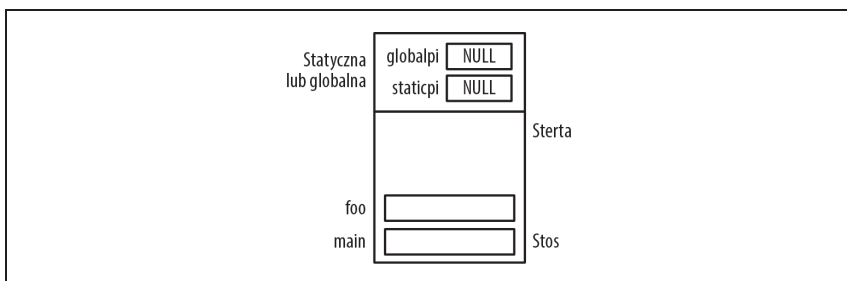 Statyczna
lub globalna
globalpi NULL
staticpi NULL
Sterta
foo
main
Stos